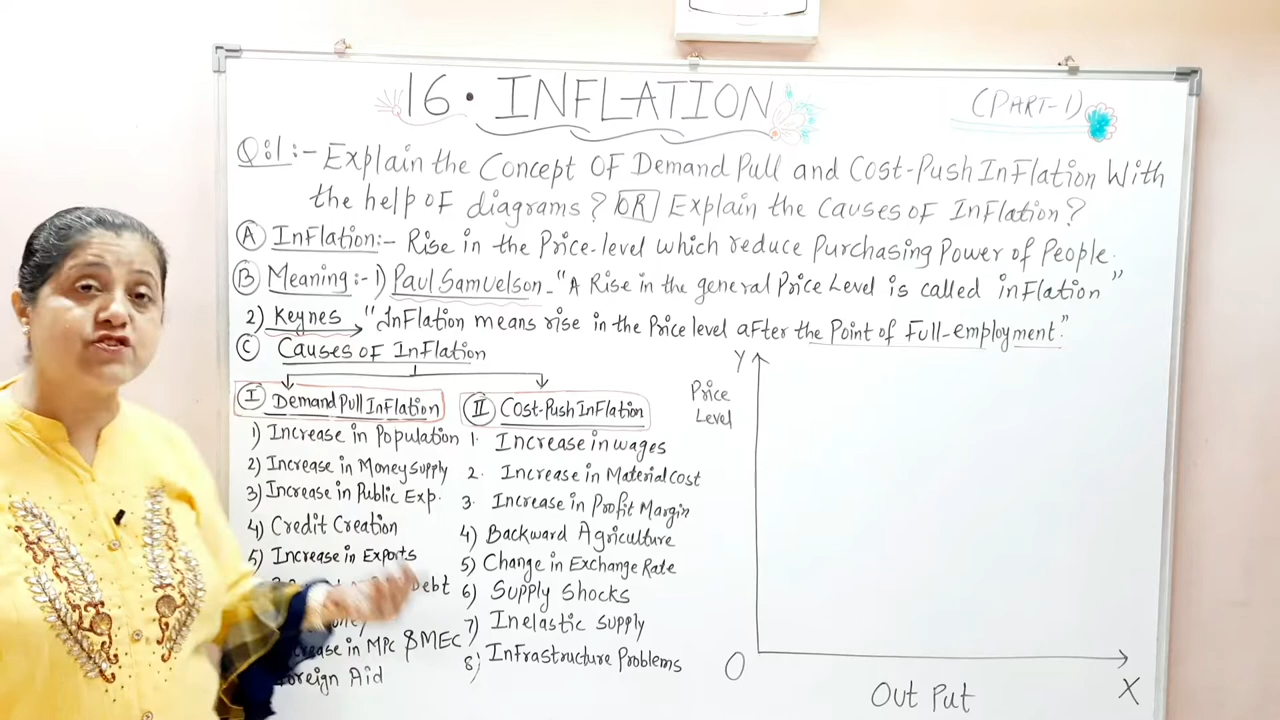 16. INFLATION (PART-1)
Q:1:- Explain the Concept OF Demand Pull and Cost-Push Inflation With
the help of diagrams? OR Explain the Causes of Inflation?
A Inflation:- Rise in the Price-level which reduce Purchasing Power of People.
B Meaning:- 1) Paul Samuelson - "A Rise in the general Price Level is called inflation"
2) Keynes → "Inflation means rise in the Price level after the Point of Full-employment."
C Causes of Inflation
I Demand Pull Inflation
1) Increase in Population
2) Increase in Money Supply
3) Increase in Public Exp.
4) Credit Creation
5) Increase in Exports
Debt
in MPC & MEC
Foreign Aid
II Cost-Push Inflation
1. Increase in wages
2. Increase in Material Cost
3. Increase in Profit Margin
4) Backward Agriculture
5) Change in Exchange Rate
6) Supply Shocks
7) Inelastic Supply
8) Infrastructure Problems
Y
Price
Level
O
Out Put
X